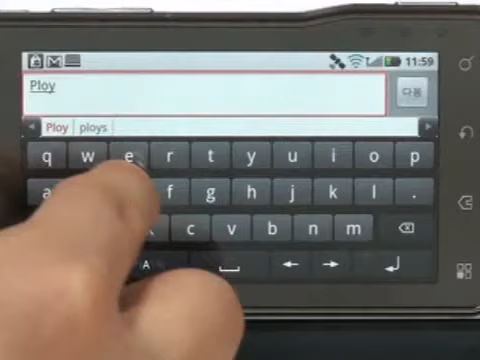 11:59
Ploy
다음
Ploy ploys
q w e r t y u i o p
a f g h j k l .
c v b n m
A